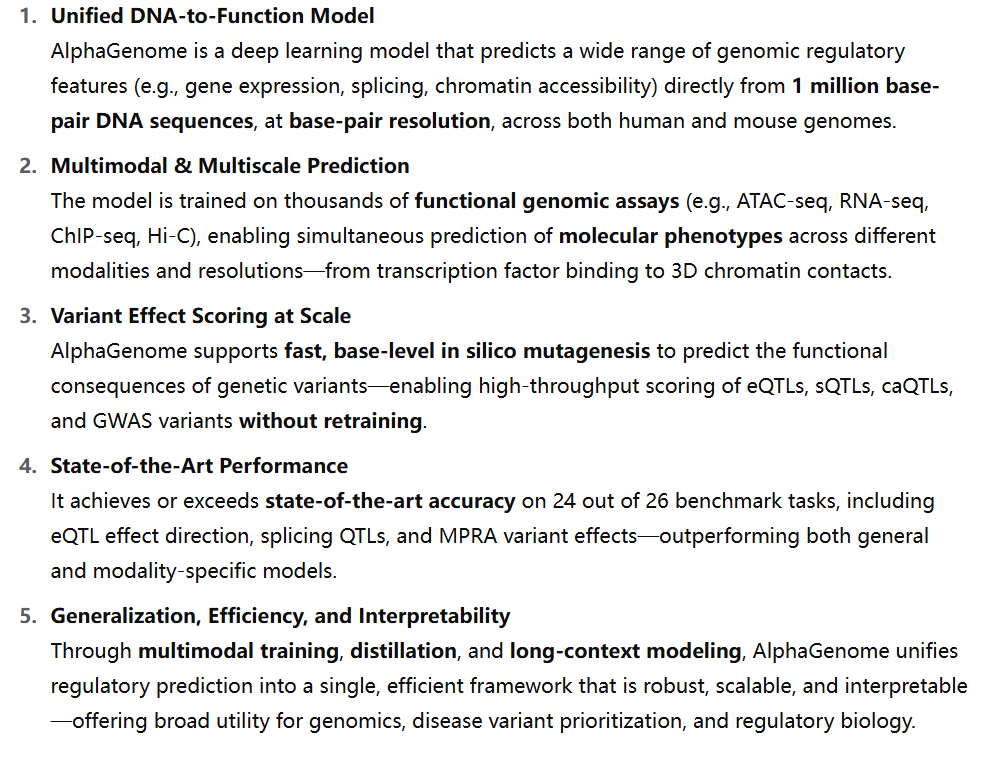 1. Unified DNA-to-Function Model
AlphaGenome is a deep learning model that predicts a wide range of genomic regulatory
features (e.g., gene expression, splicing, chromatin accessibility) directly from 1 million base-
pair DNA sequences, at base-pair resolution, across both human and mouse genomes.
2. Multimodal & Multiscale Prediction
The model is trained on thousands of functional genomic assays (e.g., ATAC-seq, RNA-seq,
ChIP-seq, Hi-C), enabling simultaneous prediction of molecular phenotypes across different
modalities and resolutions—from transcription factor binding to 3D chromatin contacts.
3. Variant Effect Scoring at Scale
AlphaGenome supports fast, base-level in silico mutagenesis to predict the functional
consequences of genetic variants—enabling high-throughput scoring of eQTLs, sQTLs, caQTLs,
and GWAS variants without retraining.
4. State-of-the-Art Performance
It achieves or exceeds state-of-the-art accuracy on 24 out of 26 benchmark tasks, including
eQTL effect direction, splicing QTLs, and MPRA variant effects—outperforming both general
and modality-specific models.
5. Generalization, Efficiency, and Interpretability
Through multimodal training, distillation, and long-context modeling, AlphaGenome unifies
regulatory prediction into a single, efficient framework that is robust, scalable, and interpretable
—offering broad utility for genomics, disease variant prioritization, and regulatory biology.